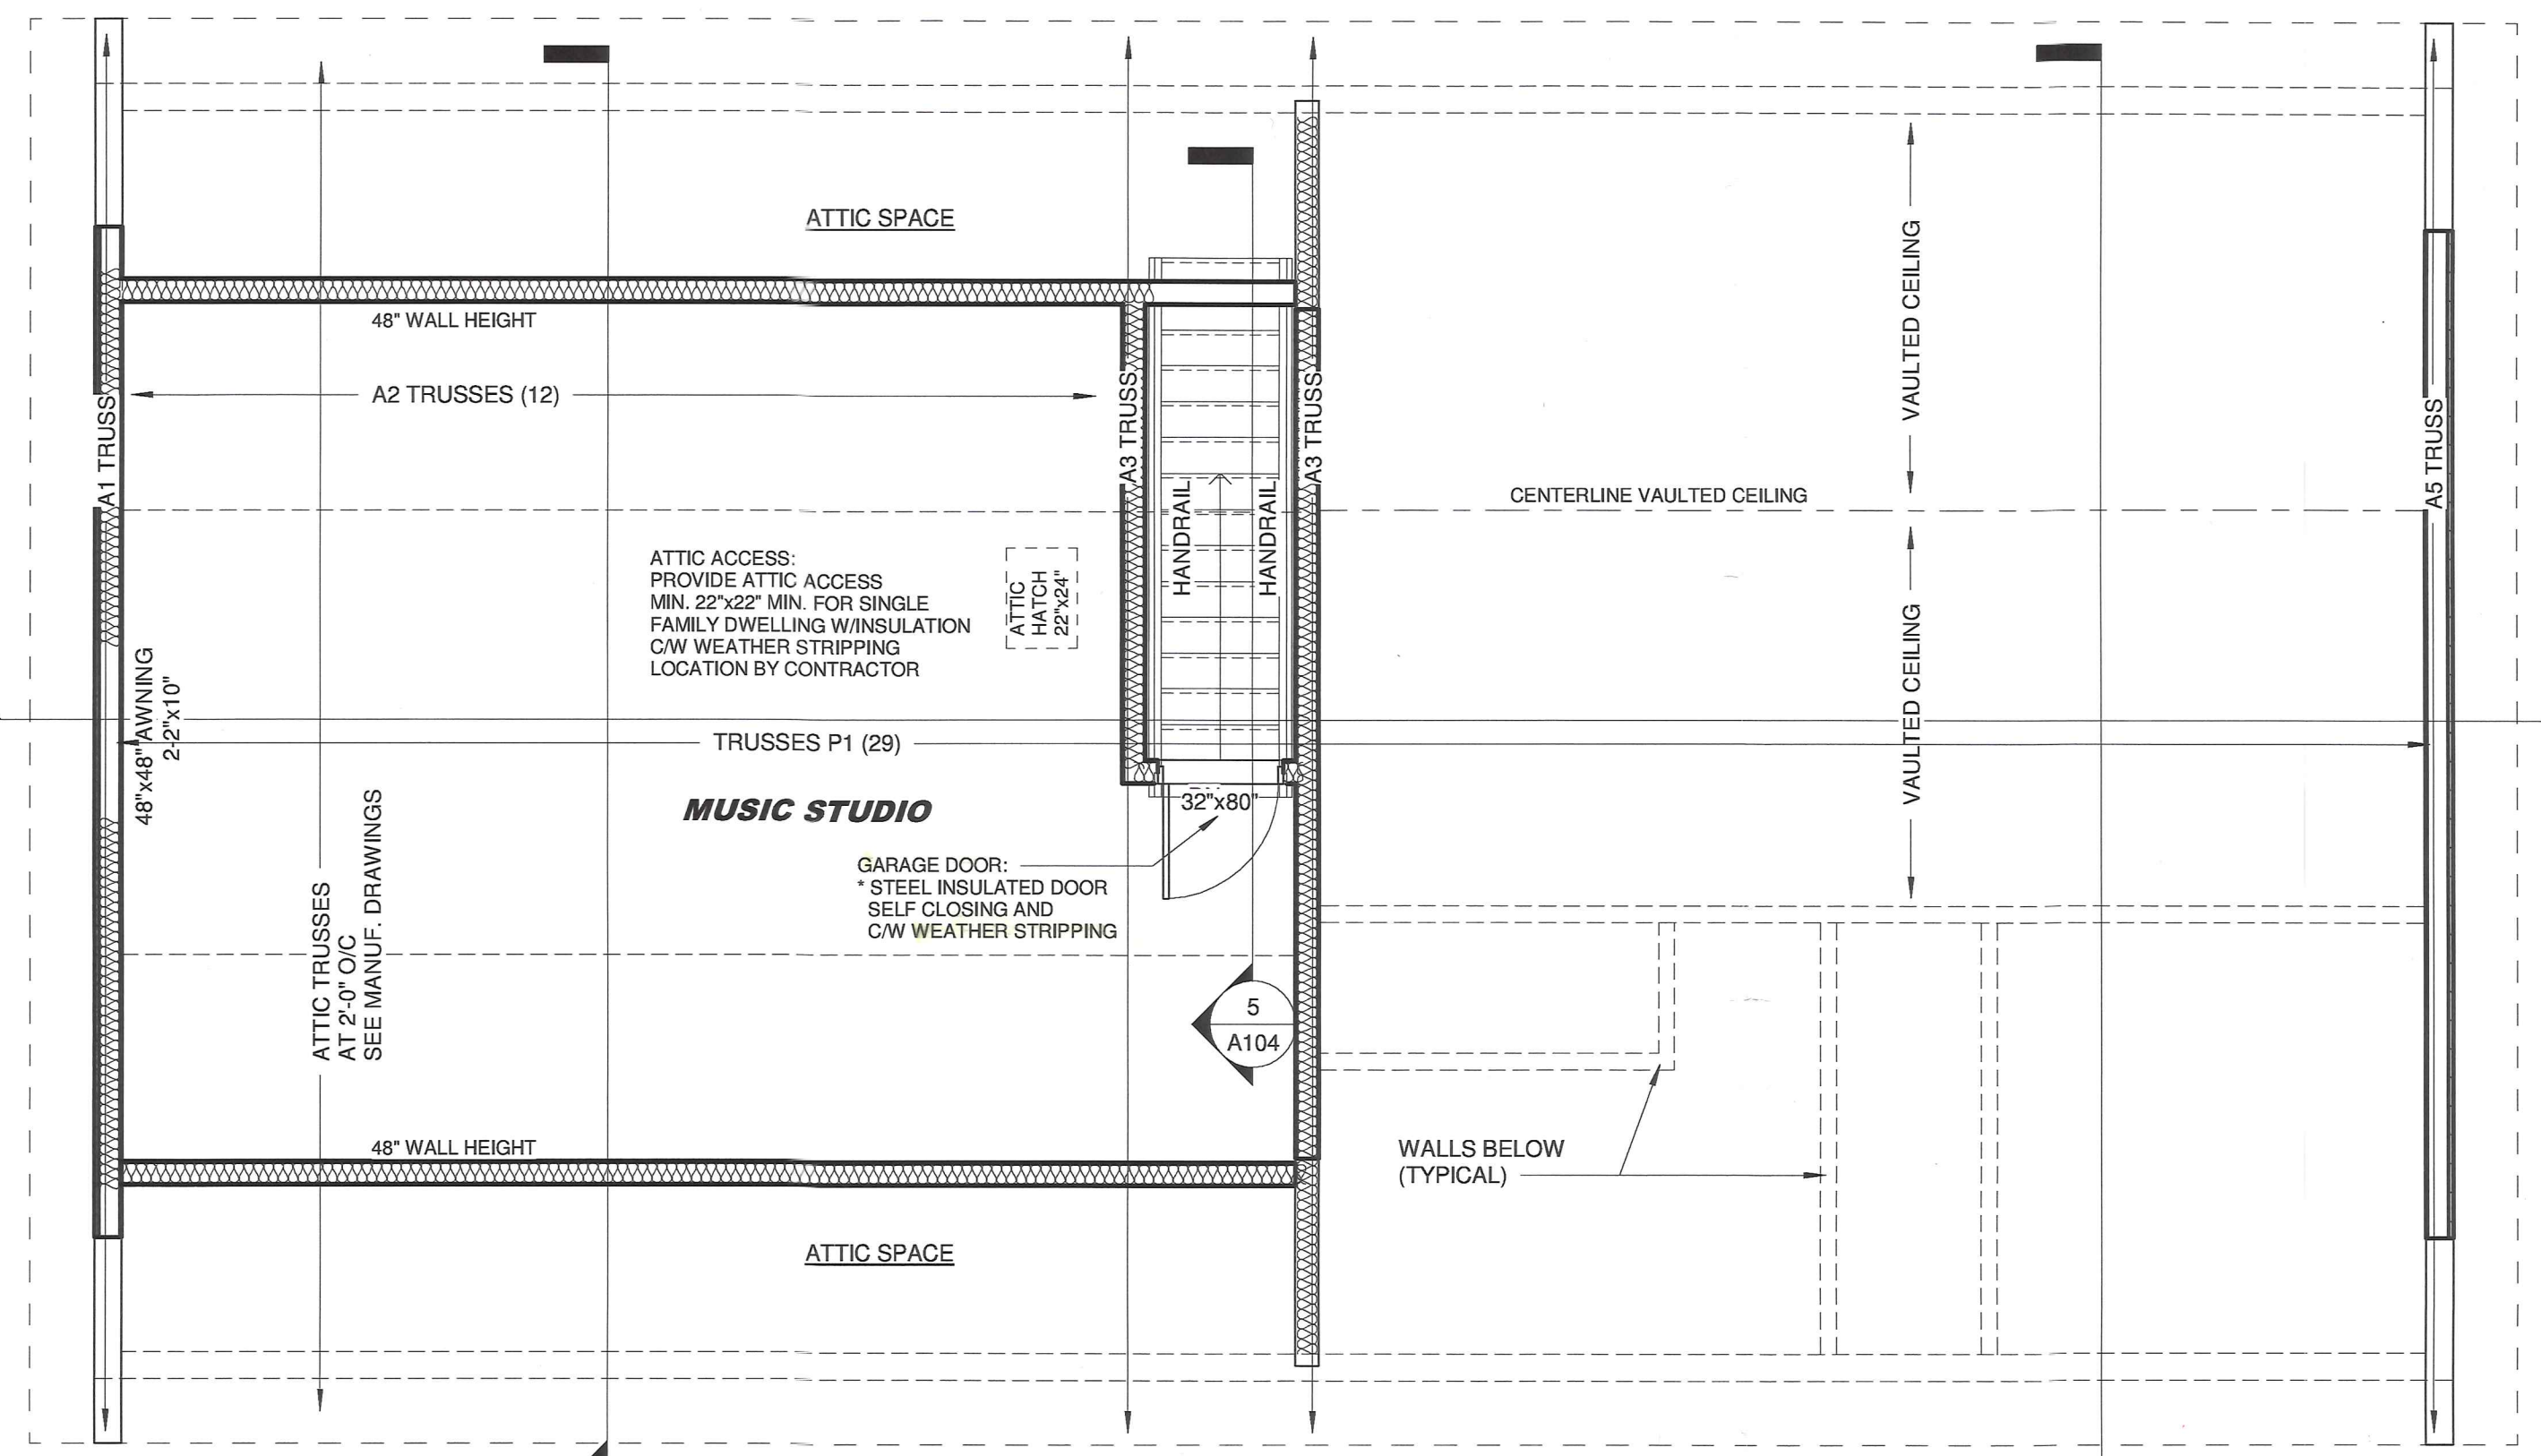 ATTIC SPACE
48" WALL HEIGHT
A2 TRUSSES (12)
A1 TRUSS
A3 TRUSS
A3 TRUSS
HANDRAIL
HANDRAIL
VAULTED CEILING
CENTERLINE VAULTED CEILING
A5 TRUSS
ATTIC ACCESS:
PROVIDE ATTIC ACCESS
MIN. 22"x22" MIN. FOR SINGLE
FAMILY DWELLING W/INSULATION
C/W WEATHER STRIPPING
LOCATION BY CONTRACTOR
ATTIC
HATCH
22"x24"
48"x48" AWNING
2-2"x10"
TRUSSES P1 (29)
VAULTED CEILING
MUSIC STUDIO
32"x80"
GARAGE DOOR:
* STEEL INSULATED DOOR
SELF CLOSING AND
C/W WEATHER STRIPPING
ATTIC TRUSSES
AT 2'-0" O/C
SEE MANUF. DRAWINGS
5
A104
48" WALL HEIGHT
WALLS BELOW
(TYPICAL)
ATTIC SPACE